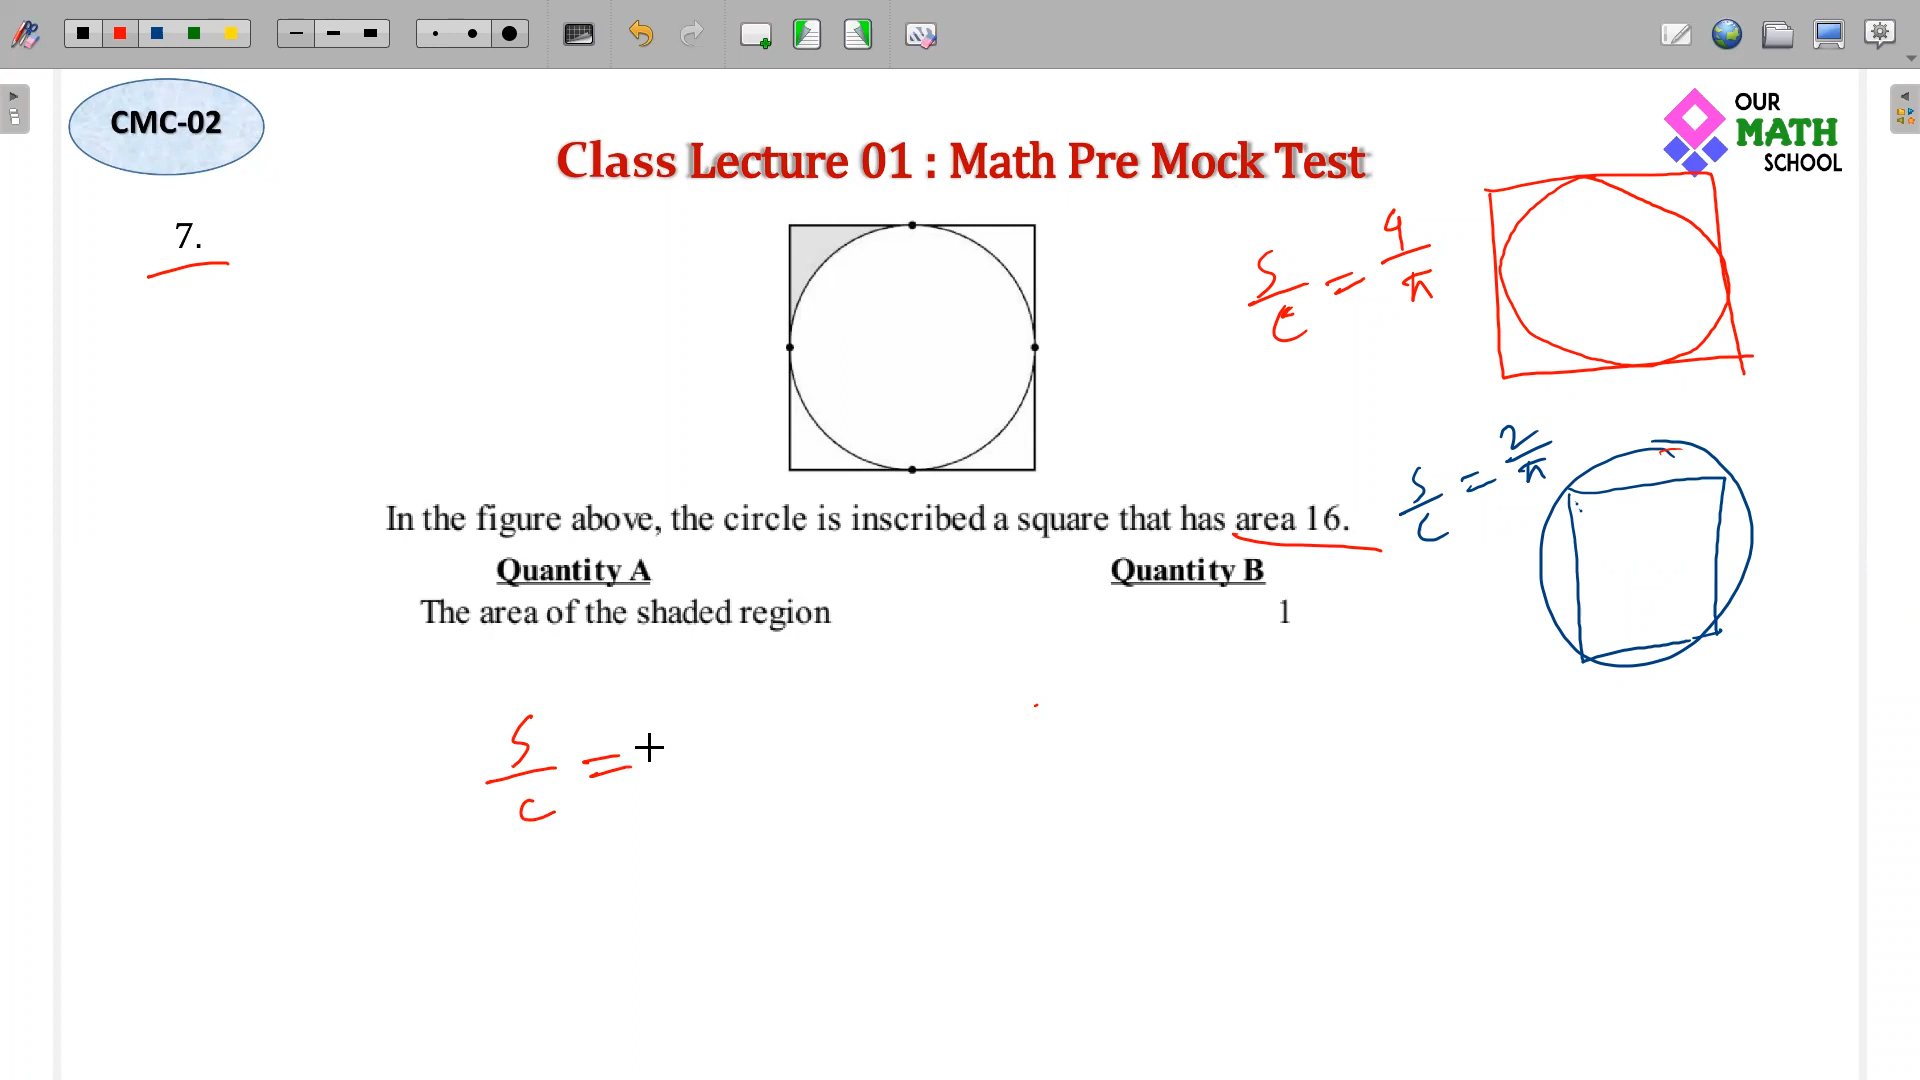 CMC-02
OUR
MATH
SCHOOL
Class Lecture 01 : Math Pre Mock Test
7.
S/C = 4/π
S/C = 2/π
In the figure above, the circle is inscribed a square that has area 16.
Quantity A Quantity B
The area of the shaded region 1
S/C =